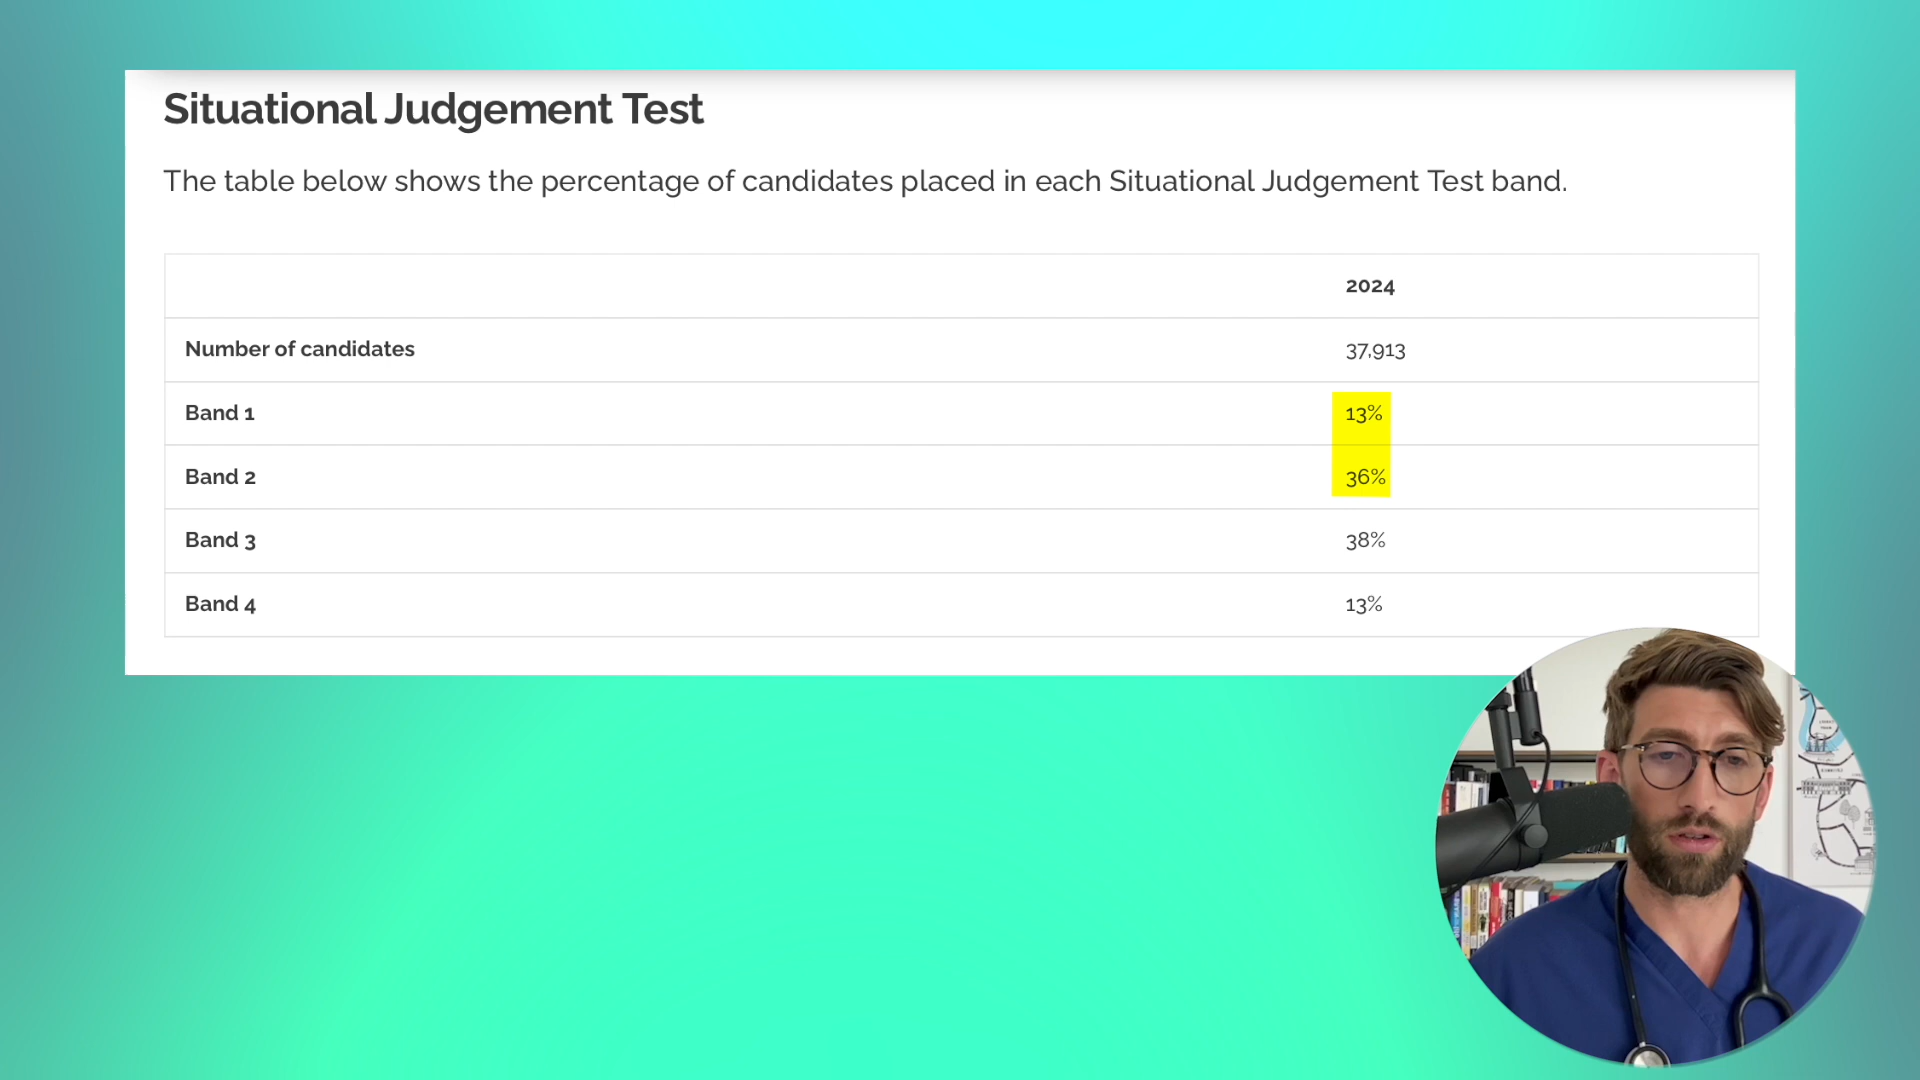 Situational Judgement Test
The table below shows the percentage of candidates placed in each Situational Judgement Test band.
2024
Number of candidates 37,913
Band 1 13%
Band 2 36%
Band 3 38%
Band 4 13%